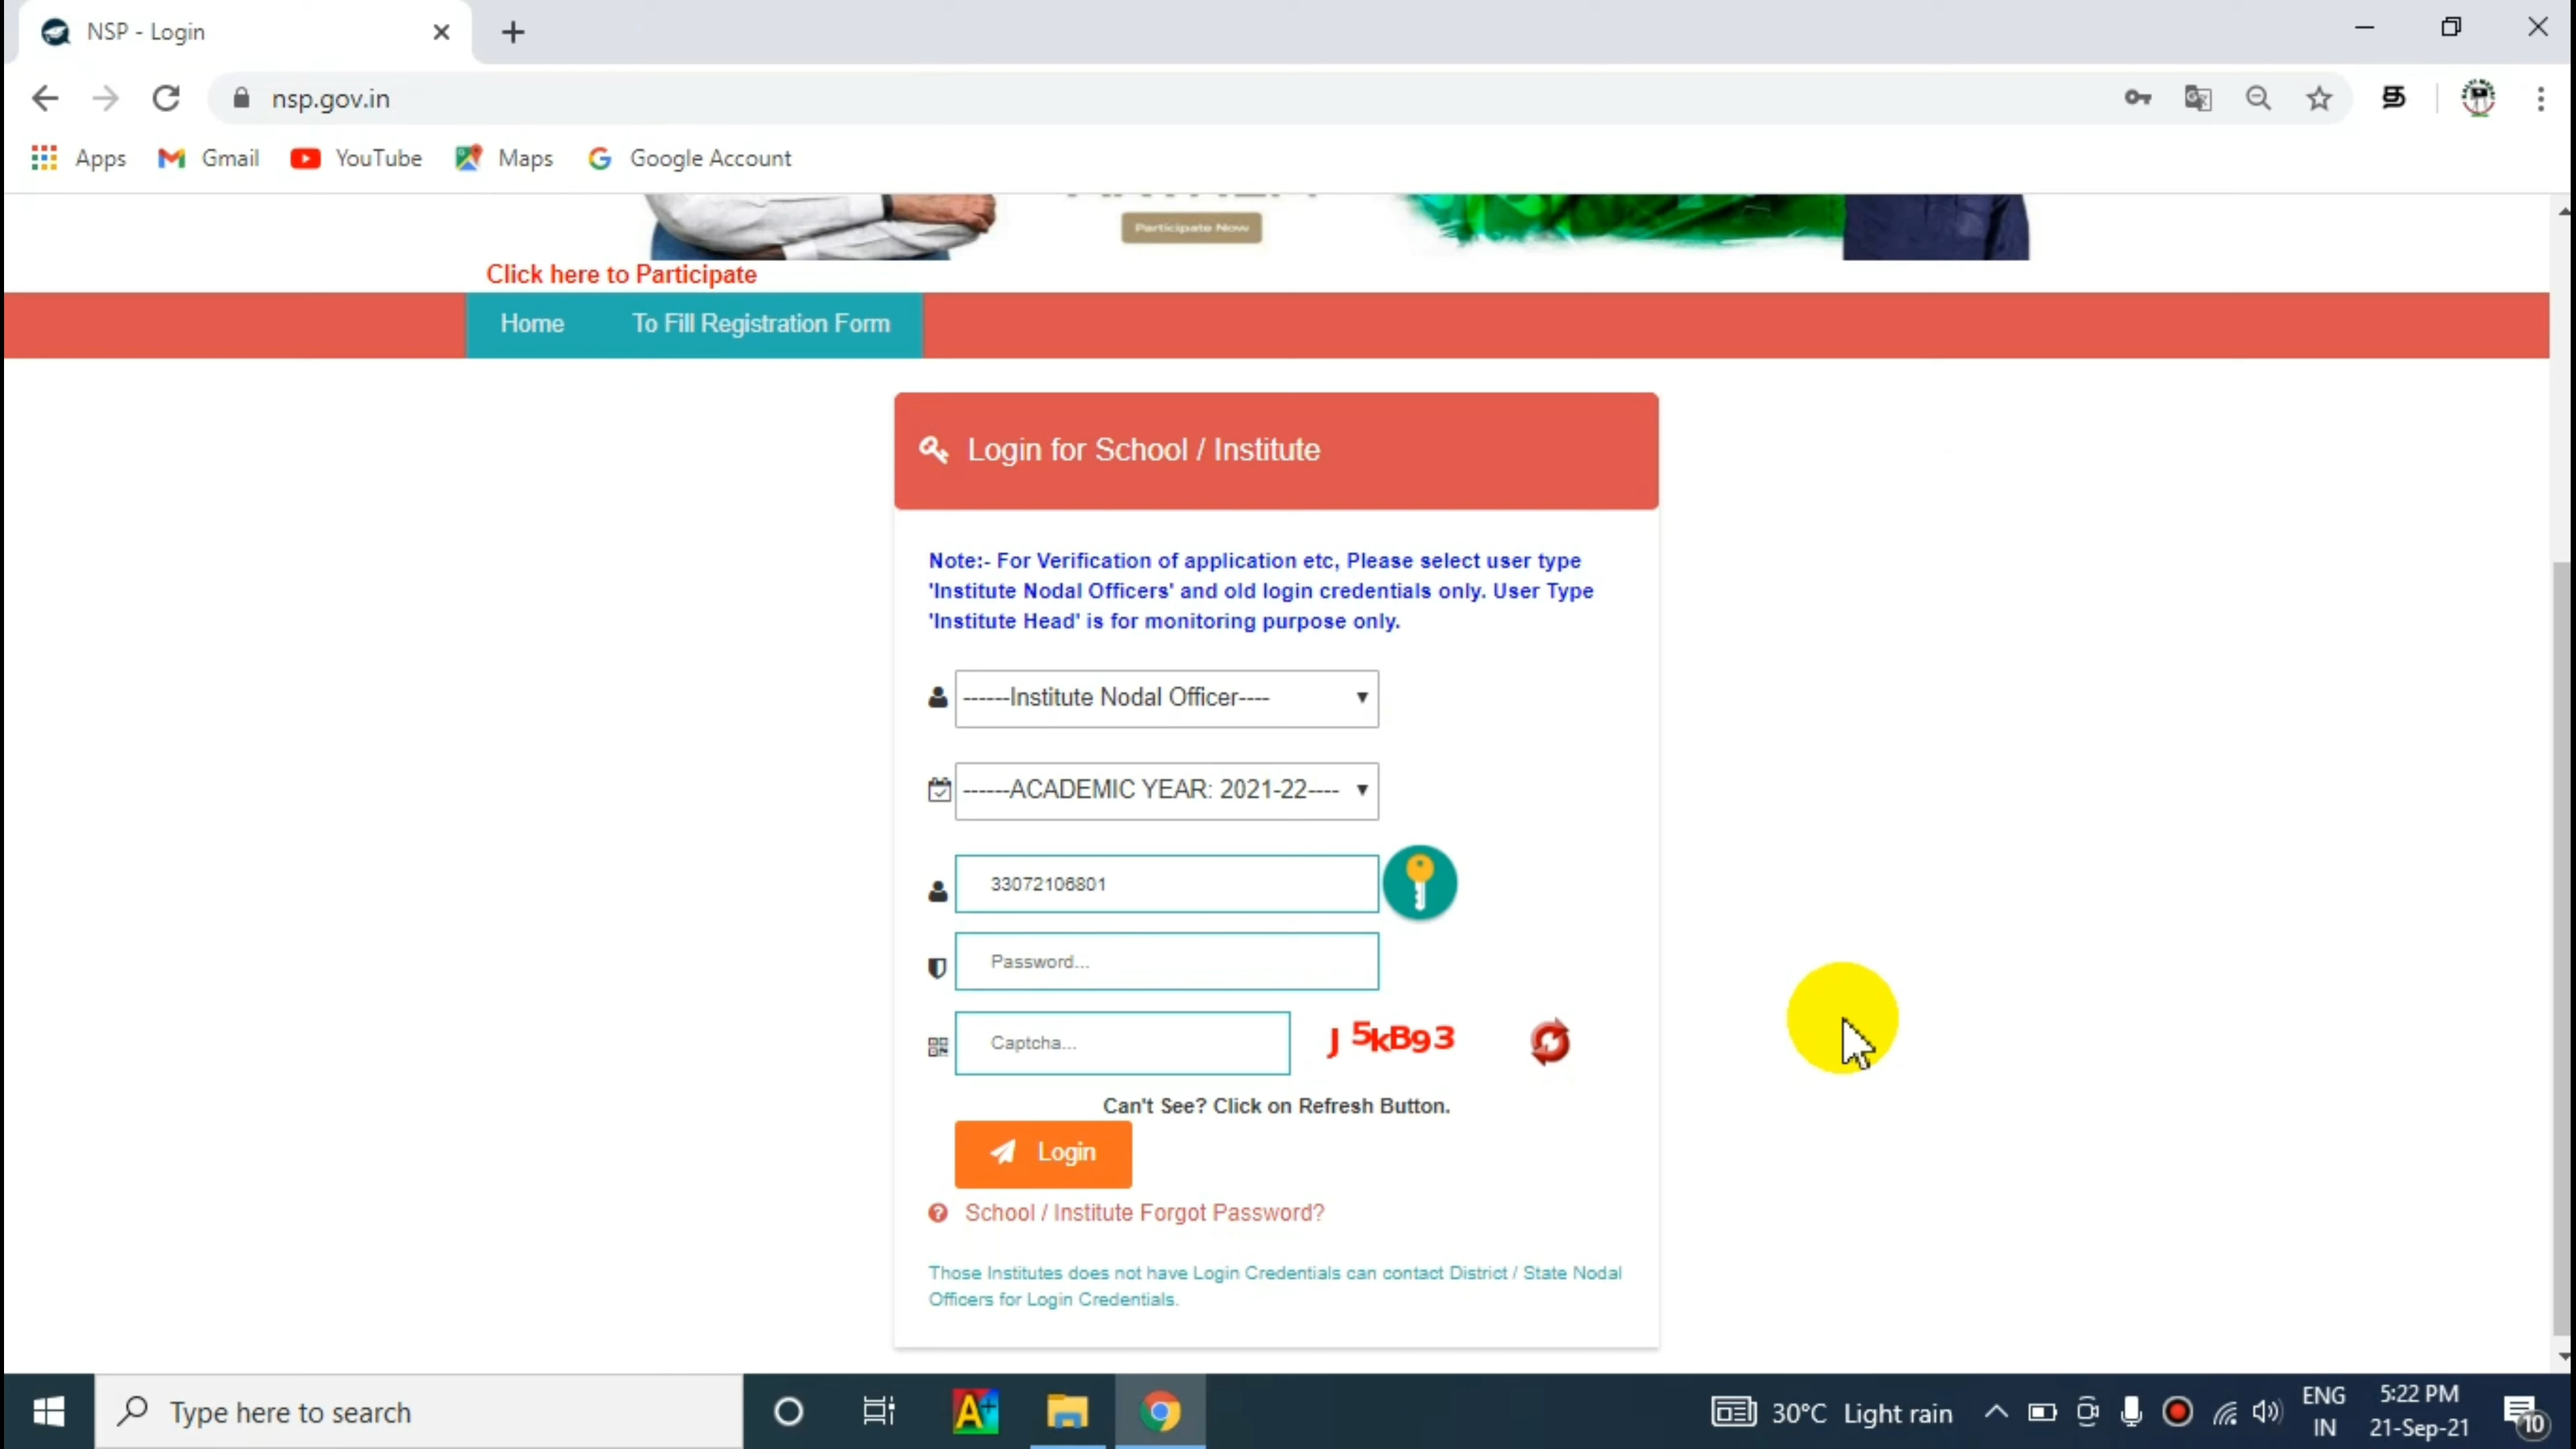 NSP - Login
nsp.gov.in
த
Apps Gmail YouTube Maps Google Account
Participate Now
Click here to Participate
Home To Fill Registration Form
Login for School / Institute
Note:- For Verification of application etc, Please select user type
'Institute Nodal Officers' and old login credentials only. User Type
'Institute Head' is for monitoring purpose only.
------Institute Nodal Officer----
------ACADEMIC YEAR: 2021-22----
33072106801
Password...
Captcha...
J5kB93
Can't See? Click on Refresh Button.
Login
School / Institute Forgot Password?
Those Institutes does not have Login Credentials can contact District / State Nodal
Officers for Login Credentials.
Type here to search
A+
30°C Light rain
ENG
IN
5:22 PM
21-Sep-21
10